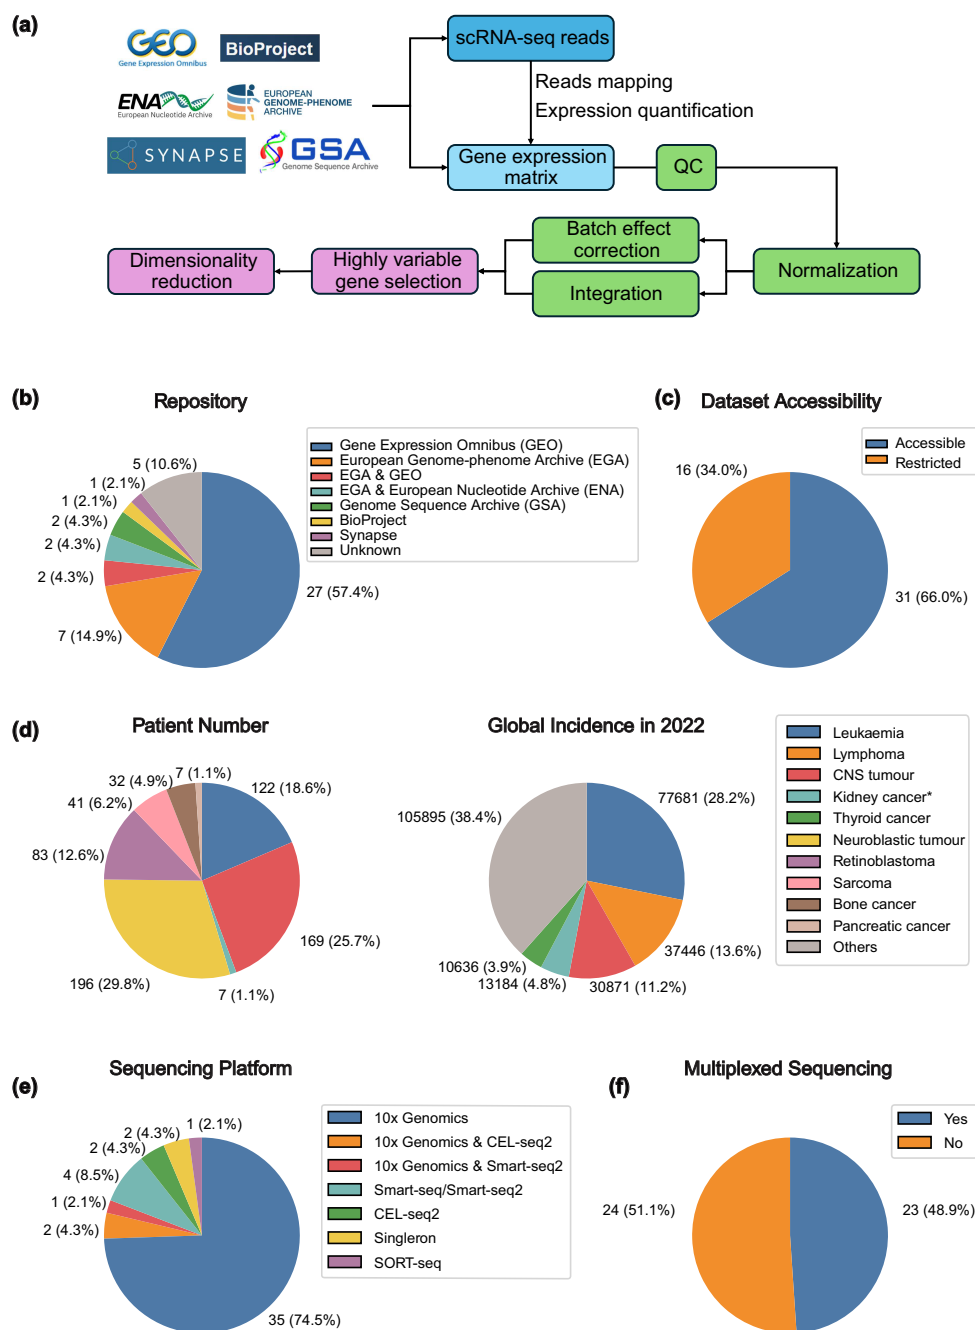 (a)
GEO
Gene Expression Omnibus
BioProject
ENA
European Nucleotide Archive
EUROPEAN
GENOME-PHENOME
ARCHIVE
SYNAPSE
GSA
Genome Sequence Archive
scRNA-seq reads
Reads mapping
Expression quantification
Gene expression
matrix
QC
Normalization
Batch effect
correction
Integration
Highly variable
gene selection
Dimensionality
reduction
(b)
Repository
5 (10.6%)
1 (2.1%)
1 (2.1%)
2 (4.3%)
2 (4.3%)
2 (4.3%)
7 (14.9%)
27 (57.4%)
Gene Expression Omnibus (GEO)
European Genome-phenome Archive (EGA)
EGA & GEO
EGA & European Nucleotide Archive (ENA)
Genome Sequence Archive (GSA)
BioProject
Synapse
Unknown
(c)
Dataset Accessibility
Accessible
Restricted
16 (34.0%)
31 (66.0%)
(d)
Patient Number
7 (1.1%)
32 (4.9%)
41 (6.2%)
83 (12.6%)
122 (18.6%)
169 (25.7%)
196 (29.8%)
7 (1.1%)
Global Incidence in 2022
77681 (28.2%)
105895 (38.4%)
37446 (13.6%)
10636 (3.9%)
13184 (4.8%)
30871 (11.2%)
Leukaemia
Lymphoma
CNS tumour
Kidney cancer*
Thyroid cancer
Neuroblastic tumour
Retinoblastoma
Sarcoma
Bone cancer
Pancreatic cancer
Others
(e)
Sequencing Platform
1 (2.1%)
2 (4.3%)
2 (4.3%)
4 (8.5%)
1 (2.1%)
2 (4.3%)
35 (74.5%)
10x Genomics
10x Genomics & CEL-seq2
10x Genomics & Smart-seq2
Smart-seq/Smart-seq2
CEL-seq2
Singleron
SORT-seq
(f)
Multiplexed Sequencing
Yes
No
24 (51.1%)
23 (48.9%)